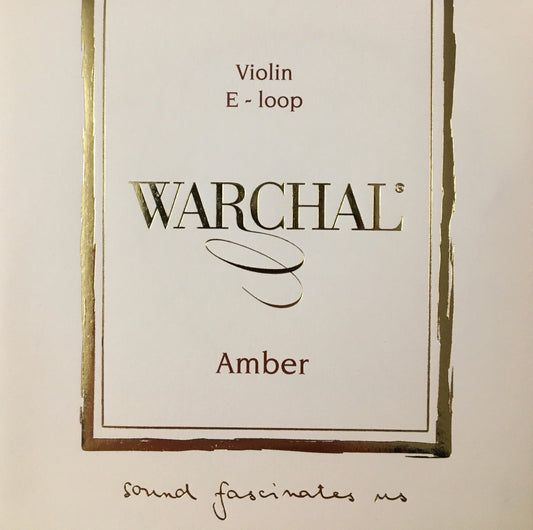 Violin
E - loop
WARCHAL®
Amber
sound fascinates us